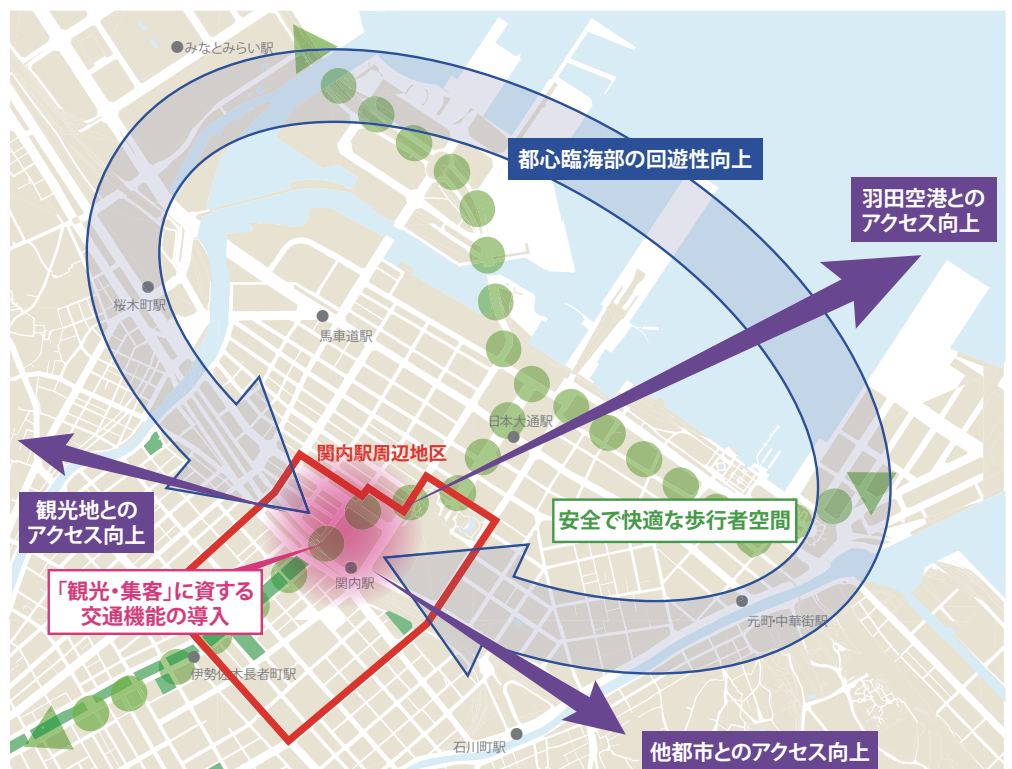 みなとみらい駅
都心臨海部の回遊性向上
羽田空港との
アクセス向上
桜木町駅
馬車道駅
日本大通駅
関内駅周辺地区
観光地との
アクセス向上
安全で快適な歩行者空間
「観光・集客」に資する
交通機能の導入
関内駅
元町・中華街駅
伊勢佐木長者町駅
石川町駅
他都市とのアクセス向上